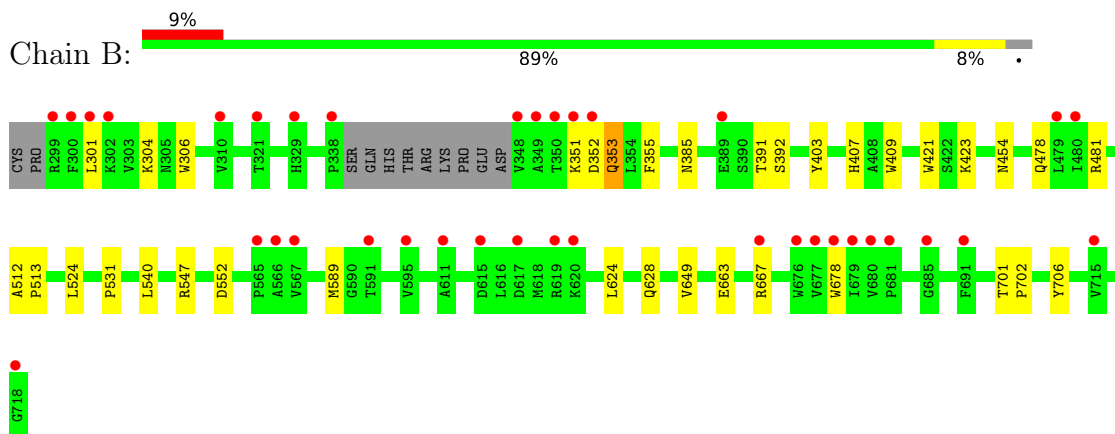 9%
Chain B:
89% 8% •
CYS PRO R299 F300 L301 K302 V303 K304 N305 W306 V310 T321 H329 P338 SER GLN HIS THR ARG LYS PRO GLU ASP V348 A349 T350 K351 D352 Q353 L354 F355 N385 E389 S390 T391 S392 Y403 H407 A408 W409 W421 S422 K423 N454 Q478 L479 I480 R481
A512 P513 L524 P531 L540 R547 D552 P565 A566 V567 M589 G590 T591 V595 A611 D615 L616 D617 M618 R619 K620 L624 Q628 V649 E663 R667 W676 V677 W678 I679 V680 P681 G685 F691 T701 P702 Y706 V715
G718